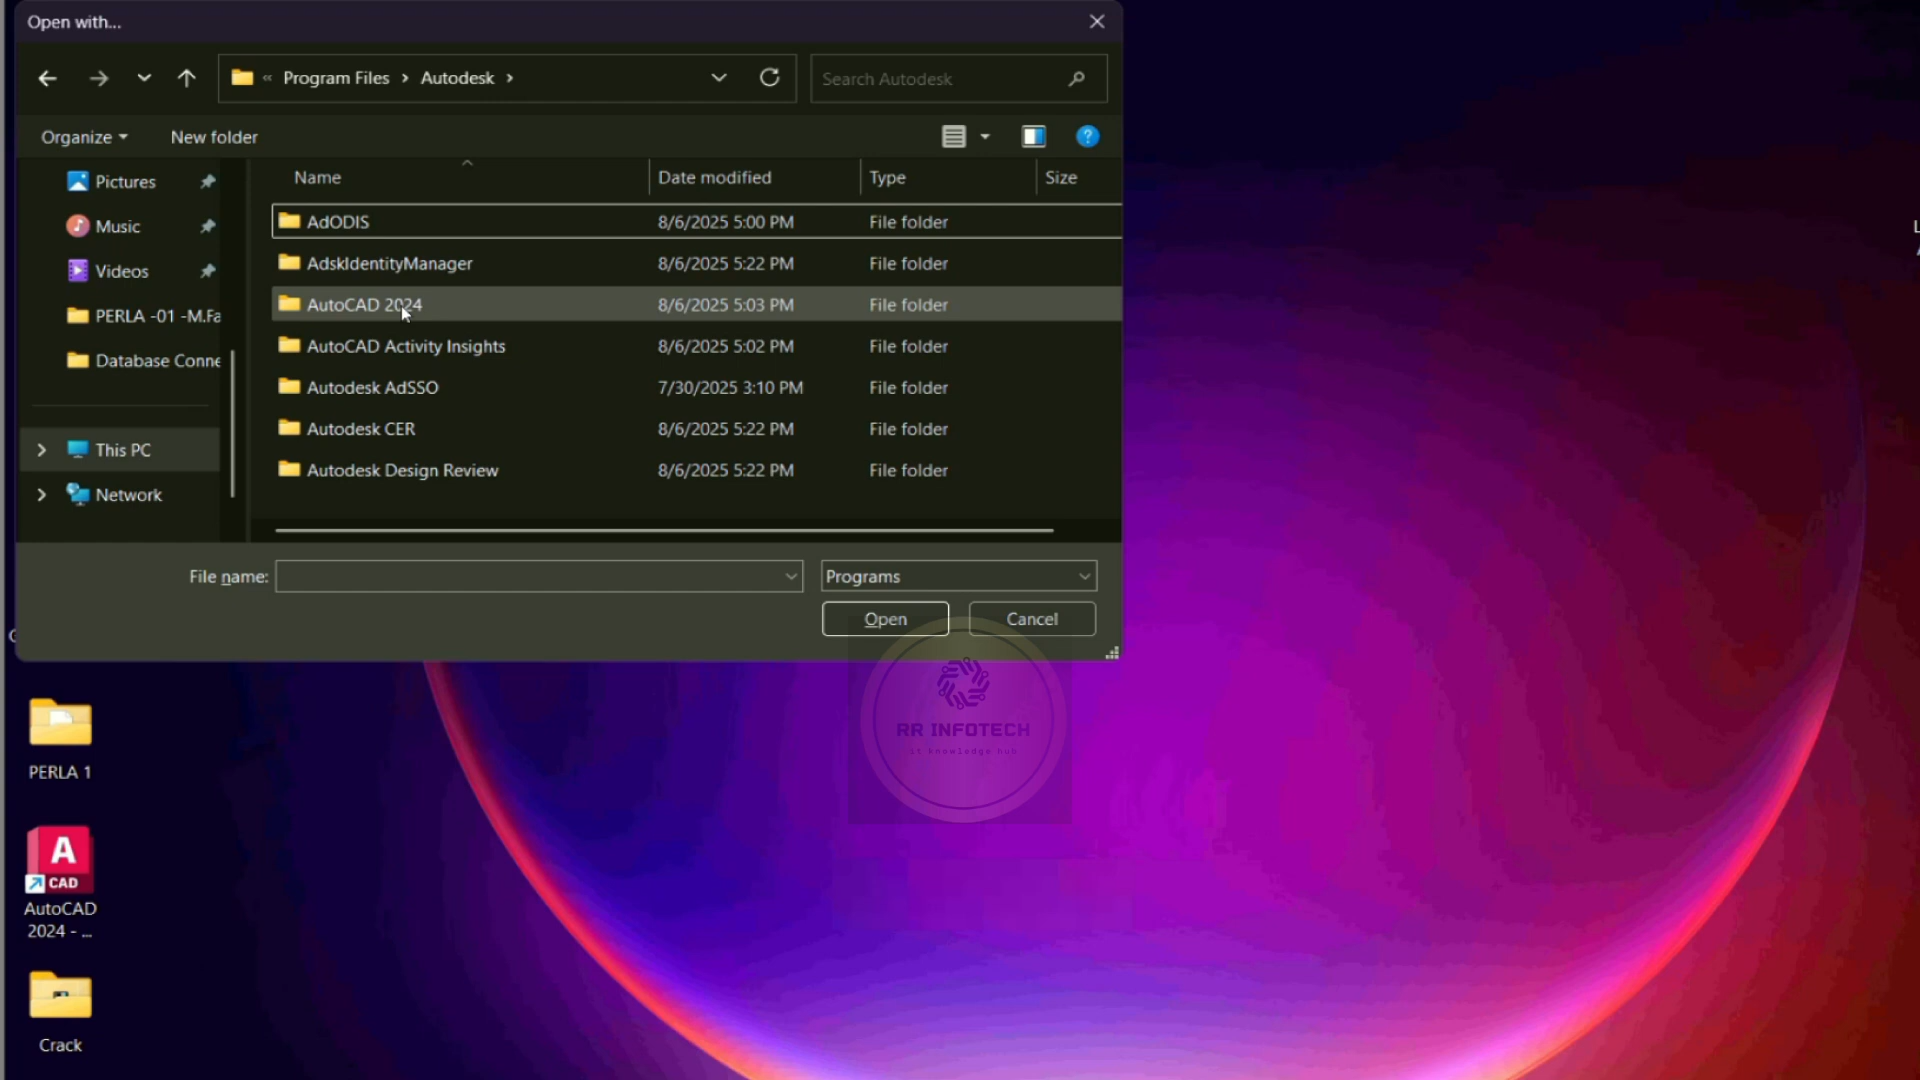 Open with...
« Program Files › Autodesk ›
Search Autodesk
Organize
New folder
Name
Date modified
Type
Size
Pictures
Music
Videos
PERLA -01 -M.Fa
Database Conne
This PC
Network
AdODIS 8/6/2025 5:00 PM File folder
AdskIdentityManager 8/6/2025 5:22 PM File folder
AutoCAD 2024 8/6/2025 5:03 PM File folder
AutoCAD Activity Insights 8/6/2025 5:02 PM File folder
Autodesk AdSSO 7/30/2025 3:10 PM File folder
Autodesk CER 8/6/2025 5:22 PM File folder
Autodesk Design Review 8/6/2025 5:22 PM File folder
File name:
Programs
Open
Cancel
RR INFOTECH
it knowledge hub
PERLA 1
A
CAD
AutoCAD
2024 - ...
Crack